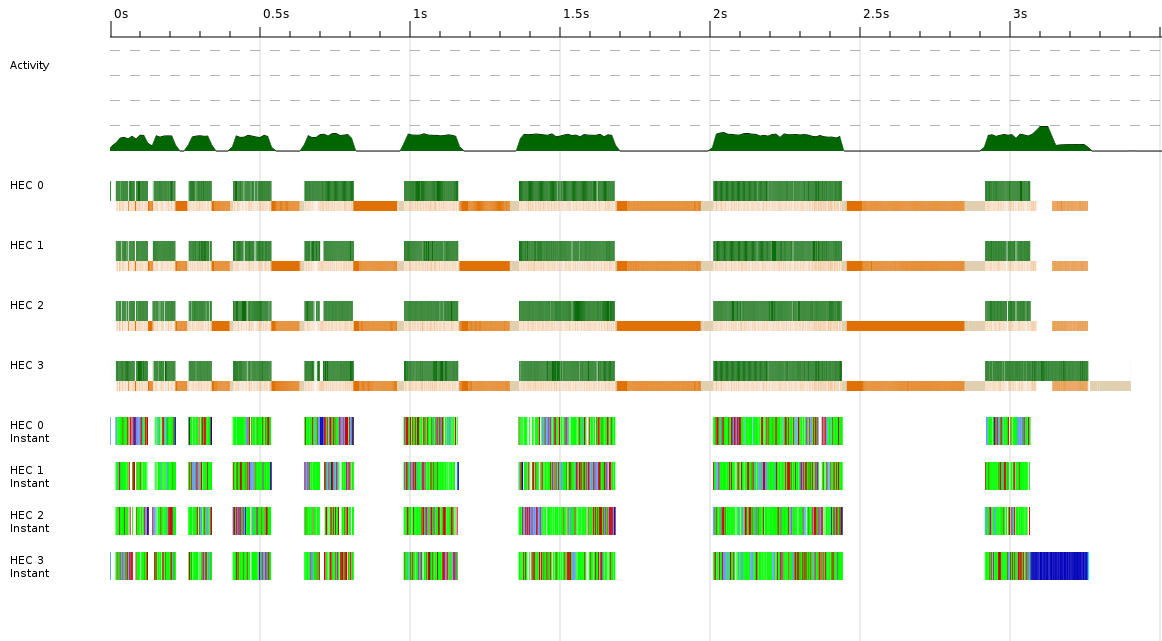 0s 0.5s 1s 1.5s 2s 2.5s 3s
Activity
HEC 0
HEC 1
HEC 2
HEC 3
HEC 0
Instant
HEC 1
Instant
HEC 2
Instant
HEC 3
Instant